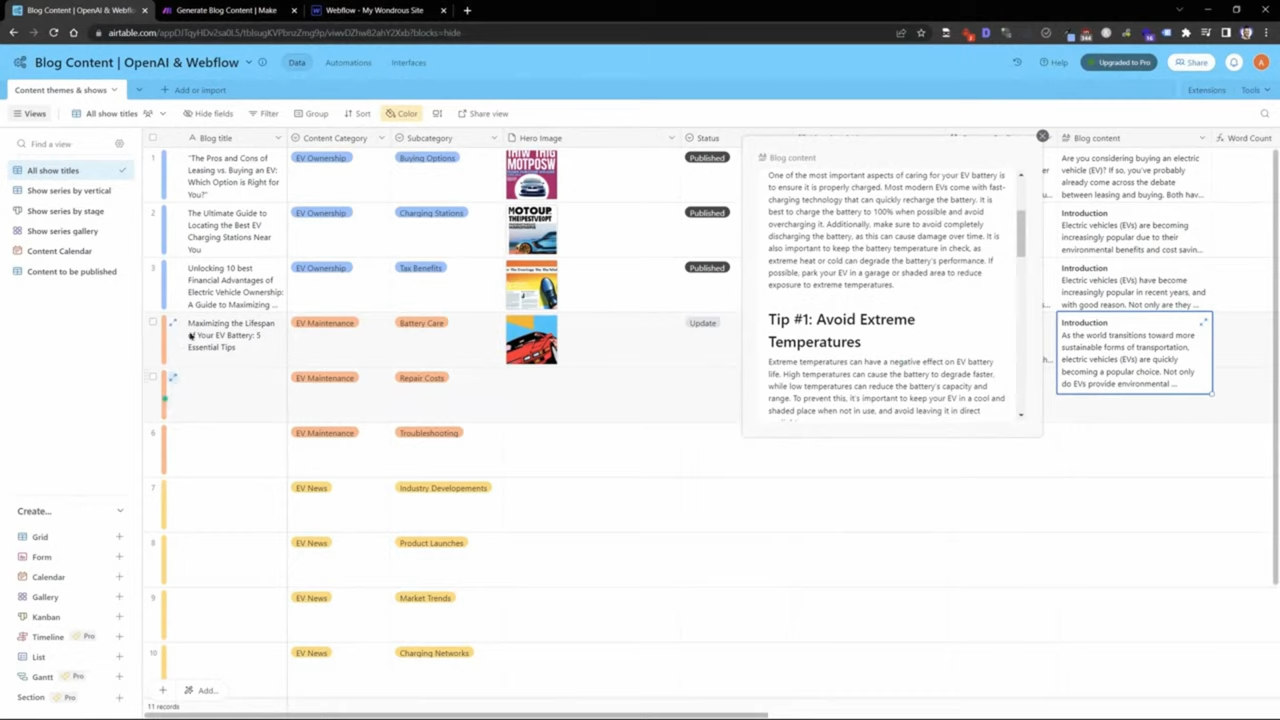 Blog Content | OpenAI & Webflo
Generate Blog Content | Make
Webflow - My Wondrous Site
Blog Content | OpenAI & Webflow
Data
Automations
Interfaces
Help
Upgraded to Pro
Share
A
Content themes & shows
Add or import
Extensions
Tools
Views
All show titles
Hide fields
Filter
Group
Sort
Color
Share view
Find a view
All show titles
Show series by vertical
Show series by stage
Show series gallery
Content Calendar
Content to be published
Create...
Grid
Form
Calendar
Gallery
Kanban
Timeline
Pro
List
Gantt
Pro
Section
Pro
Blog title
Content Category
Subcategory
Hero Image
Status
Blog content
Word Count
1
"The Pros and Cons of
Leasing vs. Buying an EV:
Which Option is Right for
You?"
EV Ownership
Buying Options
Published
Are you considering buying an electric
vehicle (EV)? If so, you've probably
already come across the debate
between leasing and buying. Both hav...
2
The Ultimate Guide to
Locating the Best EV
Charging Stations Near
You
EV Ownership
Charging Stations
Published
Introduction
Electric vehicles (EVs) are becoming
increasingly popular due to their
environmental benefits and cost savin...
3
Unlocking 10 best
Financial Advantages of
Electric Vehicle Ownership:
A Guide to Maximizing ...
EV Ownership
Tax Benefits
Published
Introduction
Electric vehicles (EVs) have become
increasingly popular in recent years, and
with good reason. Not only are they ...
Maximizing the Lifespan
Your EV Battery: 5
Essential Tips
EV Maintenance
Battery Care
Update
Introduction
As the world transitions toward more
sustainable forms of transportation,
electric vehicles (EVs) are quickly
becoming a popular choice. Not only
do EVs provide environmental ...
EV Maintenance
Repair Costs
6
EV Maintenance
Troubleshooting
7
EV News
Industry Developements
8
EV News
Product Launches
9
EV News
Market Trends
10
EV News
Charging Networks
Add...
11 records
Blog content
One of the most important aspects of caring for your EV battery is
to ensure it is properly charged. Most modern EVs come with fast-
charging technology that can quickly recharge the battery. It is
best to charge the battery to 100% when possible and avoid
overcharging it. Additionally, make sure to avoid completely
discharging the battery, as this can cause damage over time. It is
also important to keep the battery temperature in check, as
extreme heat or cold can degrade the battery's performance. If
possible, park your EV in a garage or shaded area to reduce
exposure to extreme temperatures.
Tip #1: Avoid Extreme
Temperatures
Extreme temperatures can have a negative effect on EV battery
life. High temperatures can cause the battery to degrade faster,
while low temperatures can reduce the battery's capacity and
range. To prevent this, it's important to keep your EV in a cool and
shaded place when not in use, and avoid leaving it in direct